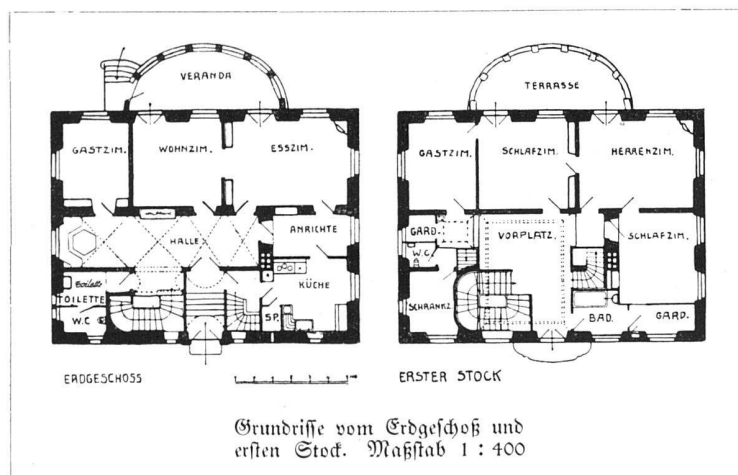 VERANDA
GASTZIM.
WOHNZIM.
ESSZIM.
HALLE
ANRICHTE
Toilette
TOILETTE
KÜCHE
W.C
SP.
ERDGESCHOSS
TERRASSE
GASTZIM.
SCHLAFZIM.
HERRENZIM.
GARD.
VORPLATZ.
SCHLAFZIM.
W.C.
SCHRANKZ.
BAD.
GARD.
ERSTER STOCK
Grundrisse vom Erdgeschoß und
ersten Stock. Maßstab 1 : 400